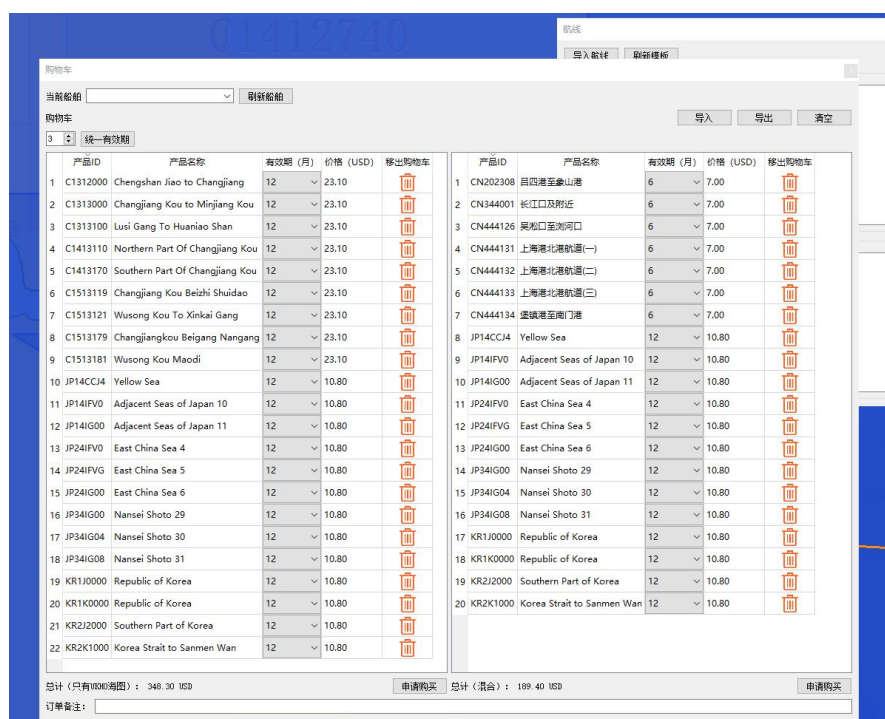 C1412740
航线
导入航线 刷新模板
购物车
当前船舶 刷新船舶
购物车 导入 导出 清空
3 统一有效期
产品ID 产品名称 有效期 (月) 价格 (USD) 移出购物车
1 C1312000 Chengshan Jiao to Changjiang 12 23.10
2 C1313000 Changjiang Kou to Minjiang Kou 12 23.10
3 C1313100 Lusi Gang To Huaniao Shan 12 23.10
4 C1413110 Northern Part Of Changjiang Kou 12 23.10
5 C1413170 Southern Part Of Changjiang Kou 12 23.10
6 C1513119 Changjiang Kou Beizhi Shuidao 12 23.10
7 C1513121 Wusong Kou To Xinkai Gang 12 23.10
8 C1513179 Changjiangkou Beigang Nangang 12 23.10
9 C1513181 Wusong Kou Maodi 12 23.10
10 JP14CCJ4 Yellow Sea 12 10.80
11 JP14IFV0 Adjacent Seas of Japan 10 12 10.80
12 JP14IG00 Adjacent Seas of Japan 11 12 10.80
13 JP24IFV0 East China Sea 4 12 10.80
14 JP24IFVG East China Sea 5 12 10.80
15 JP24IG00 East China Sea 6 12 10.80
16 JP34IG00 Nansei Shoto 29 12 10.80
17 JP34IG04 Nansei Shoto 30 12 10.80
18 JP34IG08 Nansei Shoto 31 12 10.80
19 KR1J0000 Republic of Korea 12 10.80
20 KR1K0000 Republic of Korea 12 10.80
21 KR2J2000 Southern Part of Korea 12 10.80
22 KR2K1000 Korea Strait to Sanmen Wan 12 10.80
总计 (只有UKHO海图) : 348.30 USD 申请购买
产品ID 产品名称 有效期 (月) 价格 (USD) 移出购物车
1 CN202308 吕四港至象山港 6 7.00
2 CN344001 长江口及附近 6 7.00
3 CN444126 吴淞口至浏河口 6 7.00
4 CN444131 上海港北港航道(一) 6 7.00
5 CN444132 上海港北港航道(二) 6 7.00
6 CN444133 上海港北港航道(三) 6 7.00
7 CN444134 堡镇港至南门港 6 7.00
8 JP14CCJ4 Yellow Sea 12 10.80
9 JP14IFV0 Adjacent Seas of Japan 10 12 10.80
10 JP14IG00 Adjacent Seas of Japan 11 12 10.80
11 JP24IFV0 East China Sea 4 12 10.80
12 JP24IFVG East China Sea 5 12 10.80
13 JP24IG00 East China Sea 6 12 10.80
14 JP34IG00 Nansei Shoto 29 12 10.80
15 JP34IG04 Nansei Shoto 30 12 10.80
16 JP34IG08 Nansei Shoto 31 12 10.80
17 KR1J0000 Republic of Korea 12 10.80
18 KR1K0000 Republic of Korea 12 10.80
19 KR2J2000 Southern Part of Korea 12 10.80
20 KR2K1000 Korea Strait to Sanmen Wan 12 10.80
总计 (混合) : 189.40 USD 申请购买
订单备注: